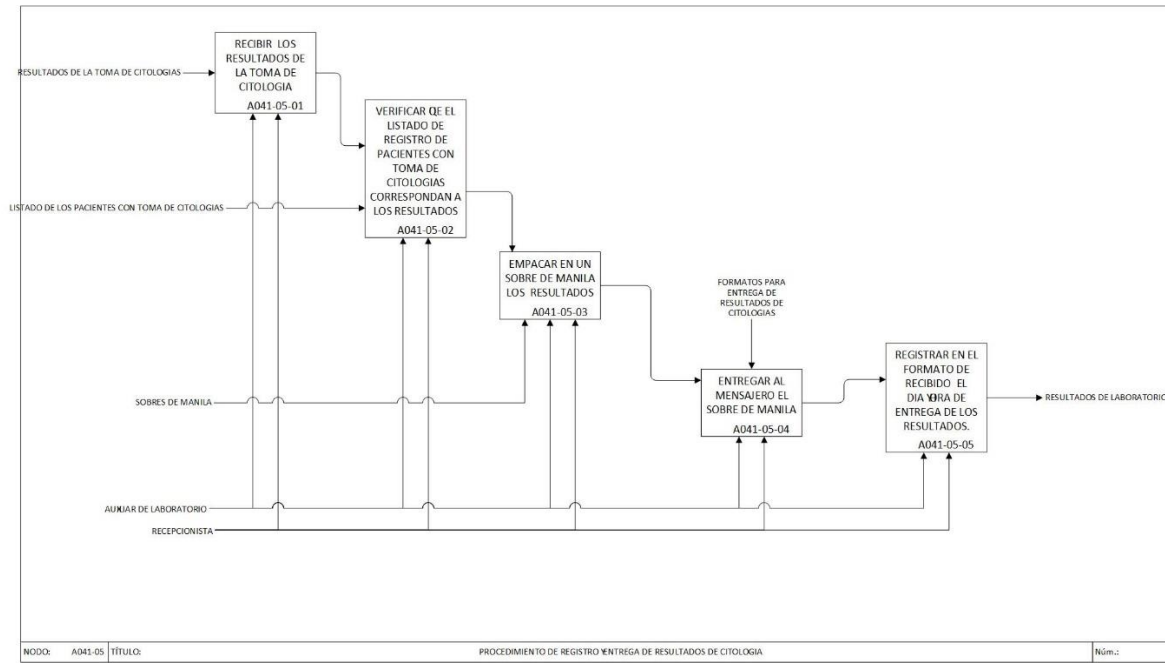 RECIBIR LOS
RESULTADOS DE
LA TOMA DE
CITOLOGIA
A041-05-01
RESULTADOS DE LA TOMA DE CITOLOGIAS
VERIFICAR QE EL
LISTADO DE
REGISTRO DE
PACIENTES CON
TOMA DE
CITOLOGIAS
CORRESPONDAN A
LOS RESULTADOS
A041-05-02
LISTADO DE LOS PACIENTES CON TOMA DE CITOLOGIAS
EMPACAR EN UN
SOBRE DE MANILA
LOS RESULTADOS
A041-05-03
FORMATOS PARA
ENTREGA DE
RESULTADOS DE
CITOLOGIAS
ENTREGAR AL
MENSAJERO EL
SOBRE DE MANILA
A041-05-04
REGISTRAR EN EL
FORMATO DE
RECIBIDO EL
DIA YORA DE
ENTREGA DE LOS
RESULTADOS.
A041-05-05
RESULTADOS DE LABORATORIO
SOBRES DE MANILA
AUXILIAR DE LABORATORIO
RECEPCIONISTA
NODO: A041-05 TÍTULO: PROCEDIMIENTO DE REGISTRO Y ENTREGA DE RESULTADOS DE CITOLOGIA Núm.: